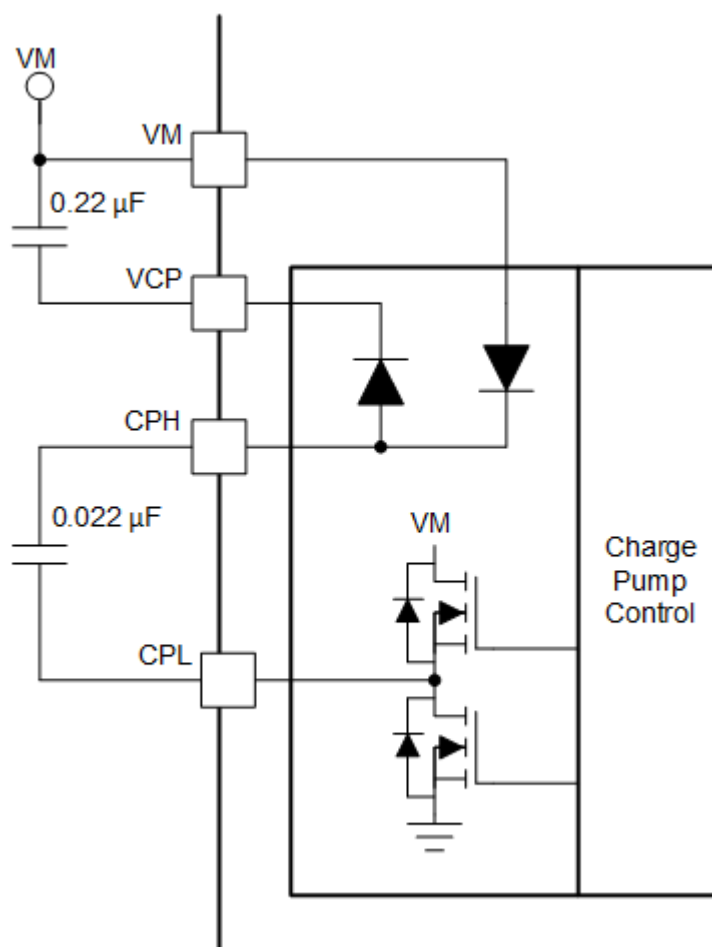 VM
VM
0.22 µF
VCP
CPH
0.022 µF
VM
CPL
Charge
Pump
Control